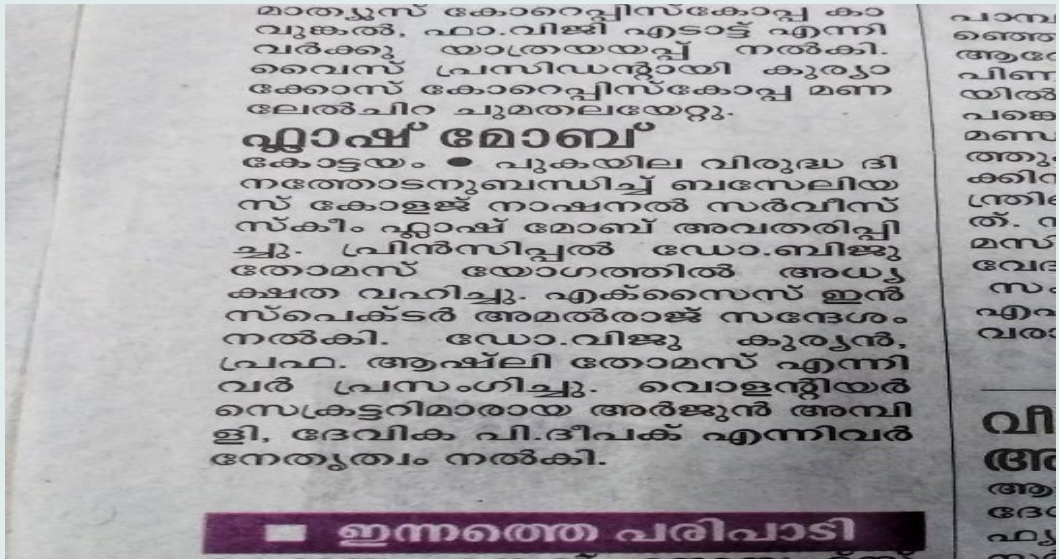 മാത്യൂസ് കോറെപ്പിസ്കോപ്പ കാ
വുങ്കൽ, ഫാ.വിജി എടാട്ട് എന്നി
വർക്കു യാത്രയയപ്പ് നൽകി.
വൈസ് പ്രസിഡന്റായി കുര്യാ
ക്കോസ് കോറെപ്പിസ്കോപ്പ മണ
ലേൽചിറ ചുമതലയേറ്റു.
ഫ്ലാഷ് മോബ്
കോട്ടയം ● പുകയില വിരുദ്ധ ദി
നത്തോടനുബന്ധിച്ച് ബസേലിയ
സ് കോളജ് നാഷനൽ സർവീസ്
സ്കീം ഫ്ലാഷ് മോബ് അവതരിപ്പി
ച്ചു. പ്രിൻസിപ്പൽ ഡോ.ബിജു
തോമസ് യോഗത്തിൽ അധ്യ
ക്ഷത വഹിച്ചു. എക്സൈസ് ഇൻ
സ്പെക്ടർ അമൽരാജ് സന്ദേശം
നൽകി. ഡോ.വിജു കുര്യൻ,
പ്രഫ. ആഷ്‌ലി തോമസ് എന്നി
വർ പ്രസംഗിച്ചു. വൊളന്റിയർ
സെക്രട്ടറിമാരായ അർജുൻ അമ്പി
ളി, ദേവിക പി.ദീപക് എന്നിവർ
നേതൃത്വം നൽകി.
ഇന്നത്തെ പരിപാടി